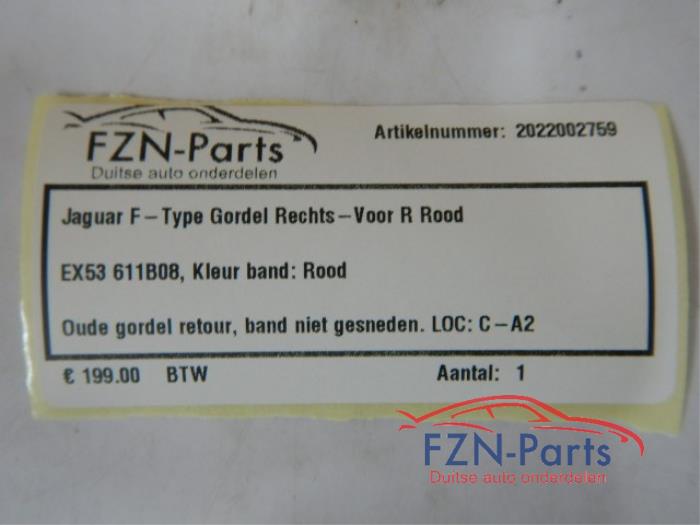 FZN-Parts
Duitse auto onderdelen
Artikelnummer: 2022002759
Jaguar F-Type Gordel Rechts-Voor R Rood
EX53 611B08, Kleur band: Rood
Oude gordel retour, band niet gesneden. LOC: C-A2
€ 199.00 BTW Aantal: 1
FZN-Parts
Duitse auto onderdelen